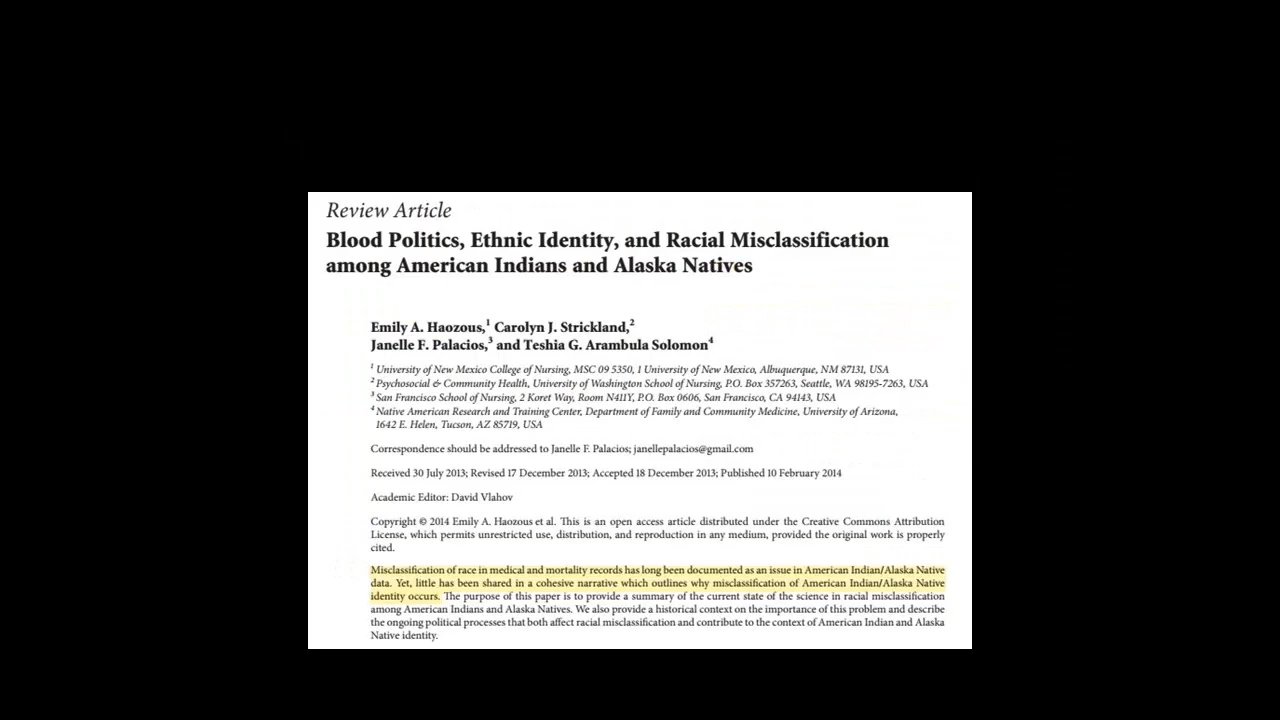 Review Article
Blood Politics, Ethnic Identity, and Racial Misclassification
among American Indians and Alaska Natives
Emily A. Haozous,1 Carolyn J. Strickland,2
Janelle F. Palacios,3 and Teshia G. Arambula Solomon4
1 University of New Mexico College of Nursing, MSC 09 5350, 1 University of New Mexico, Albuquerque, NM 87131, USA
2 Psychosocial & Community Health, University of Washington School of Nursing, P.O. Box 357263, Seattle, WA 98195-7263, USA
3 San Francisco School of Nursing, 2 Koret Way, Room N411Y, P.O. Box 0606, San Francisco, CA 94143, USA
4 Native American Research and Training Center, Department of Family and Community Medicine, University of Arizona,
1642 E. Helen, Tucson, AZ 85719, USA
Correspondence should be addressed to Janelle F. Palacios; janellepalacios@gmail.com
Received 30 July 2013; Revised 17 December 2013; Accepted 18 December 2013; Published 10 February 2014
Academic Editor: David Vlahov
Copyright © 2014 Emily A. Haozous et al. This is an open access article distributed under the Creative Commons Attribution
License, which permits unrestricted use, distribution, and reproduction in any medium, provided the original work is properly
cited.
Misclassification of race in medical and mortality records has long been documented as an issue in American Indian/Alaska Native
data. Yet, little has been shared in a cohesive narrative which outlines why misclassification of American Indian/Alaska Native
identity occurs. The purpose of this paper is to provide a summary of the current state of the science in racial misclassification
among American Indians and Alaska Natives. We also provide a historical context on the importance of this problem and describe
the ongoing political processes that both affect racial misclassification and contribute to the context of American Indian and Alaska
Native identity.